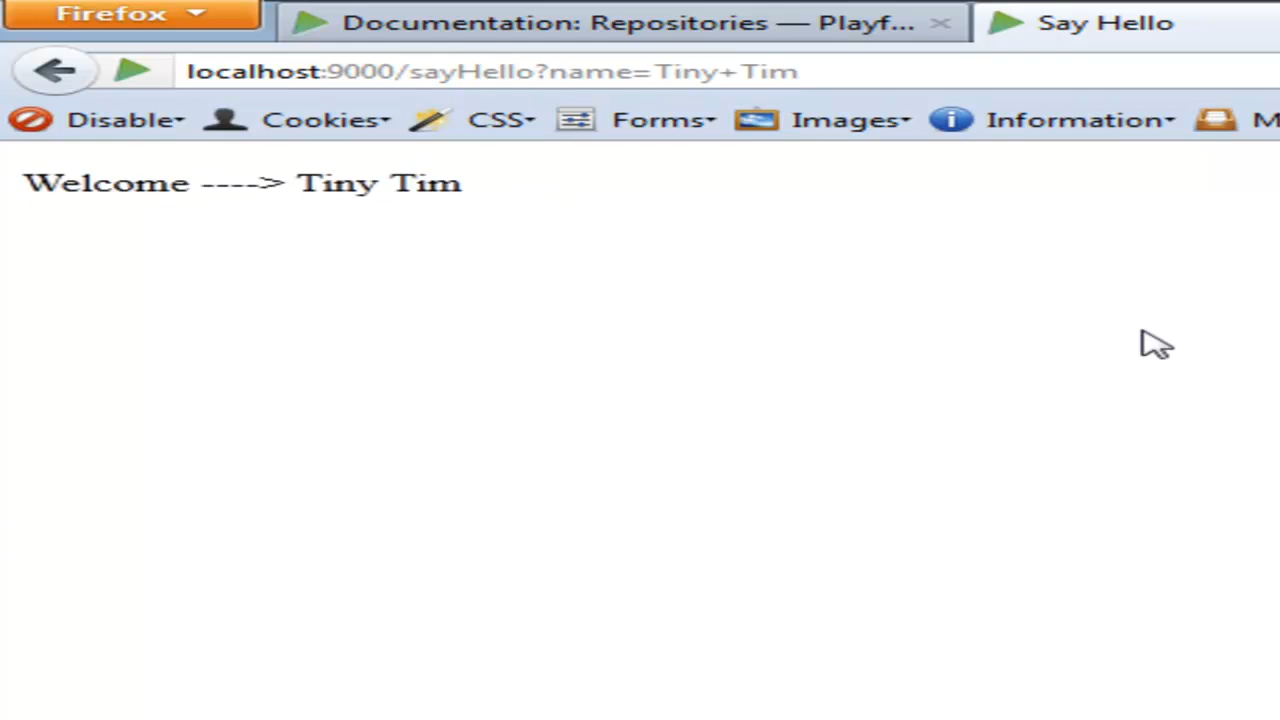 Firefox
Documentation: Repositories — Playf...
Say Hello
localhost:9000/sayHello?name=Tiny+Tim
Disable Cookies CSS Forms Images Information M
Welcome ----> Tiny Tim